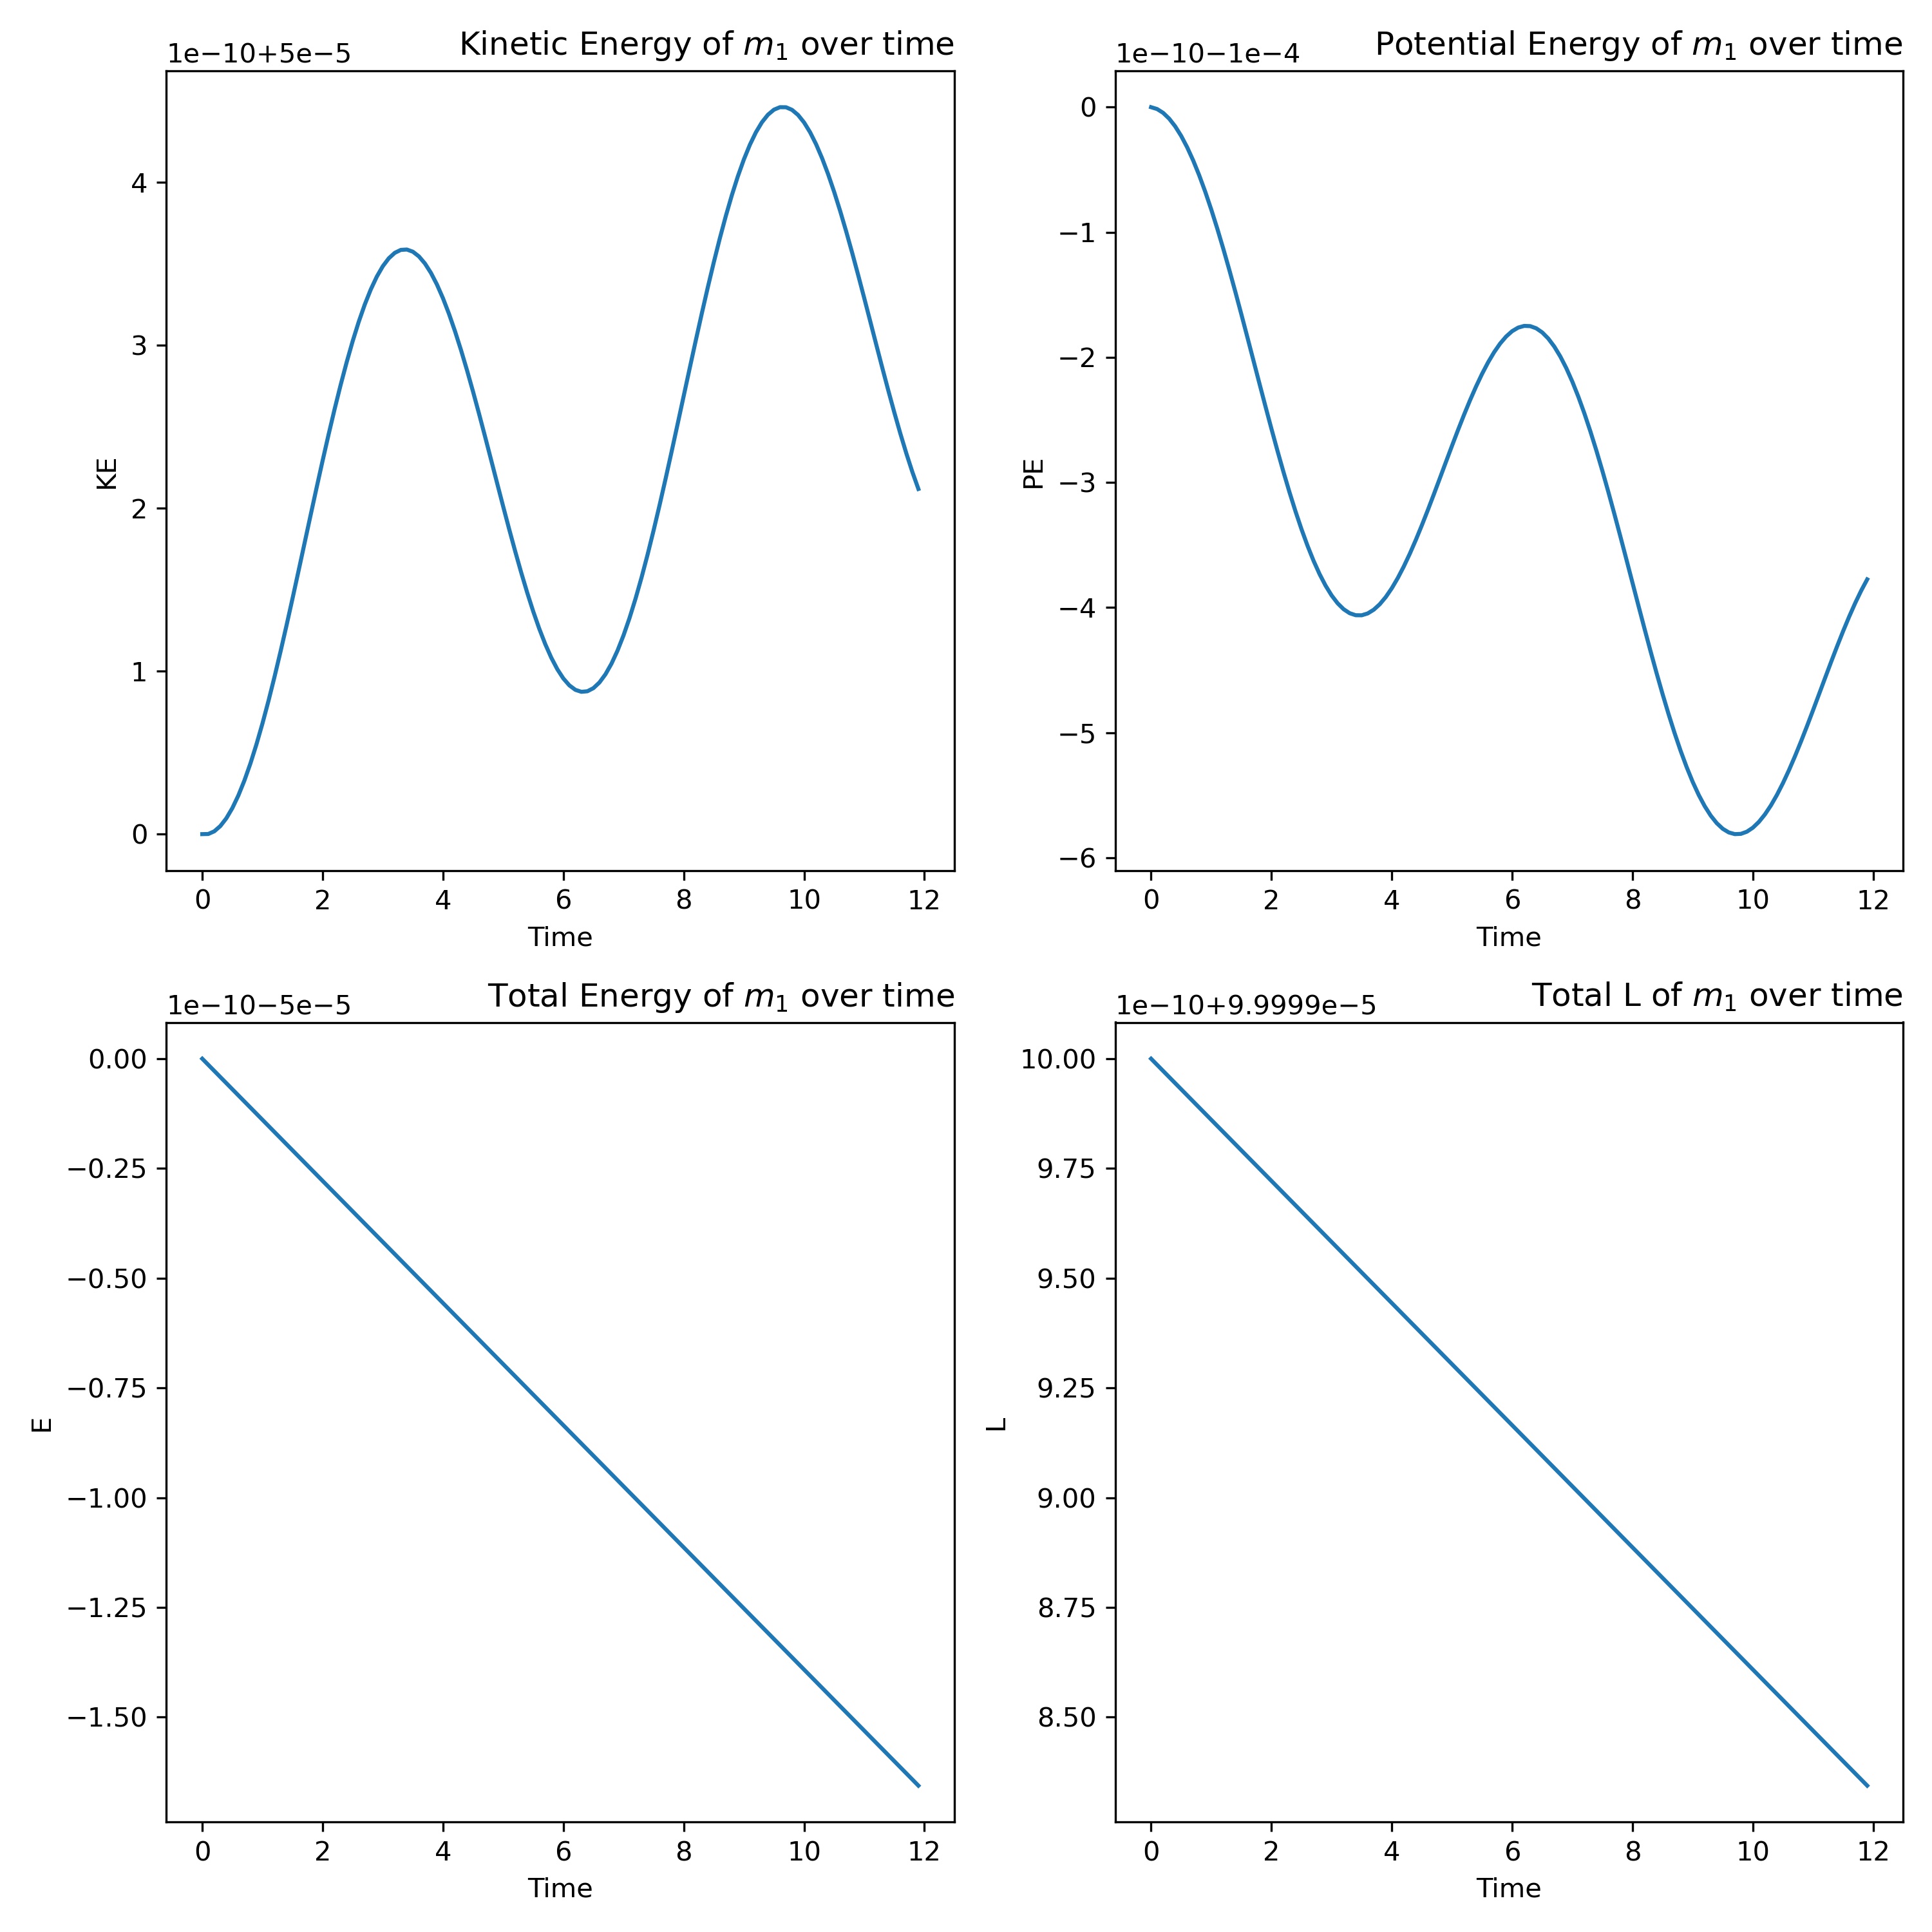 Kinetic Energy of m1 over time
1e−10+5e−5
4
3
2
1
0
KE
0 2 4 6 8 10 12
Time
Potential Energy of m1 over time
1e−10−1e−4
0
−1
−2
−3
−4
−5
−6
PE
0 2 4 6 8 10 12
Time
Total Energy of m1 over time
1e−10−5e−5
0.00
−0.25
−0.50
−0.75
−1.00
−1.25
−1.50
E
0 2 4 6 8 10 12
Time
Total L of m1 over time
1e−10+9.9999e−5
10.00
9.75
9.50
9.25
9.00
8.75
8.50
L
0 2 4 6 8 10 12
Time